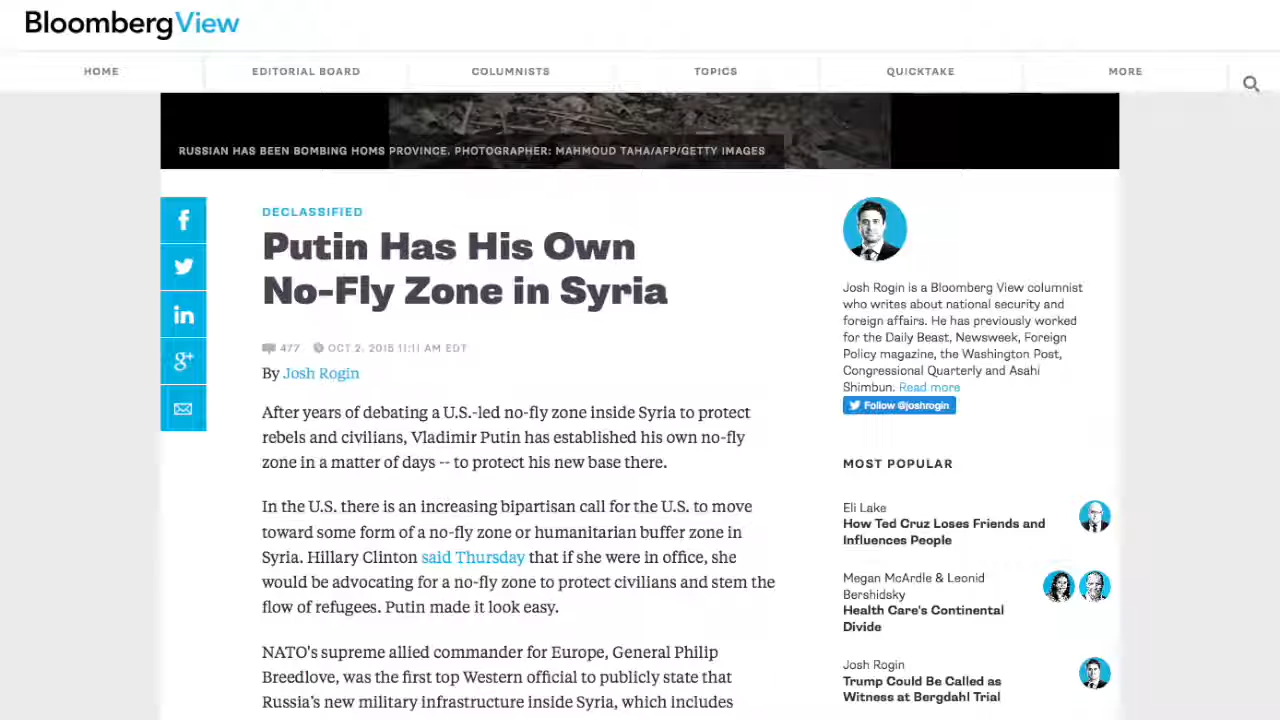 BloombergView
HOME EDITORIAL BOARD COLUMNISTS TOPICS QUICKTAKE MORE
RUSSIAN HAS BEEN BOMBING HOMS PROVINCE. PHOTOGRAPHER: MAHMOUD TAHA/AFP/GETTY IMAGES
DECLASSIFIED
Putin Has His Own
No-Fly Zone in Syria
477 OCT 2, 2015 11:11 AM EDT
By Josh Rogin
After years of debating a U.S.-led no-fly zone inside Syria to protect
rebels and civilians, Vladimir Putin has established his own no-fly
zone in a matter of days -- to protect his new base there.
In the U.S. there is an increasing bipartisan call for the U.S. to move
toward some form of a no-fly zone or humanitarian buffer zone in
Syria. Hillary Clinton said Thursday that if she were in office, she
would be advocating for a no-fly zone to protect civilians and stem the
flow of refugees. Putin made it look easy.
NATO's supreme allied commander for Europe, General Philip
Breedlove, was the first top Western official to publicly state that
Russia's new military infrastructure inside Syria, which includes
Josh Rogin is a Bloomberg View columnist
who writes about national security and
foreign affairs. He has previously worked
for the Daily Beast, Newsweek, Foreign
Policy magazine, the Washington Post,
Congressional Quarterly and Asahi
Shimbun. Read more
Follow @joshrogin
MOST POPULAR
Eli Lake
How Ted Cruz Loses Friends and
Influences People
Megan McArdle & Leonid
Bershidsky
Health Care's Continental
Divide
Josh Rogin
Trump Could Be Called as
Witness at Bergdahl Trial